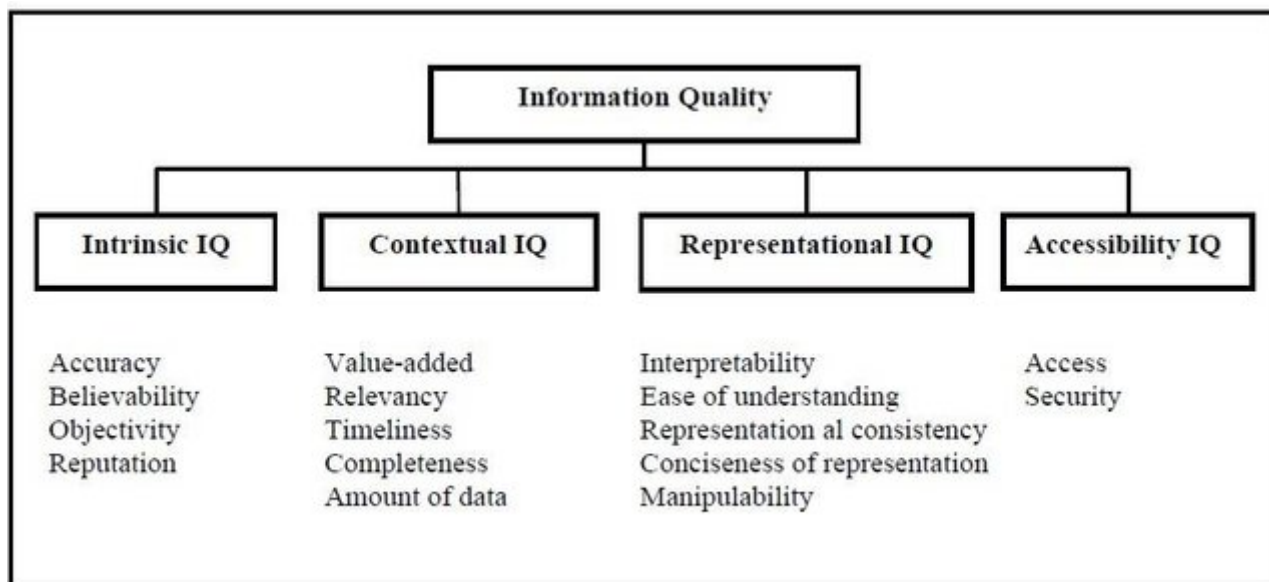 Information Quality
Intrinsic IQ
Contextual IQ
Representational IQ
Accessibility IQ
Accuracy
Believability
Objectivity
Reputation
Value-added
Relevancy
Timeliness
Completeness
Amount of data
Interpretability
Ease of understanding
Representation al consistency
Conciseness of representation
Manipulability
Access
Security